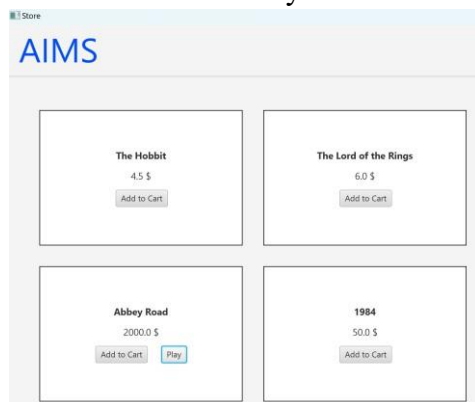 Store
AIMS
The Hobbit
4.5 $
Add to Cart
The Lord of the Rings
6.0 $
Add to Cart
Abbey Road
2000.0 $
Add to Cart
Play
1984
50.0 $
Add to Cart